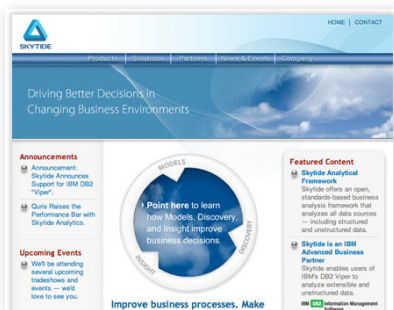 HOME | CONTACT
SKYTIDE
Products | Solutions | Partners | News & Events | Company
Driving Better Decisions in
Changing Business Environments
Announcements
Announcement:
Skytide Announces
Support for IBM DB2
"Viper".
Quris Raises the
Performance Bar with
Skytide Analytics.
Upcoming Events
We'll be attending
several upcoming
tradeshows and
events — we'd
love to see you.
MODELS
DISCOVERY
INSIGHT
Point here to learn
how Models, Discovery,
and Insight improve
business decisions.
Improve business processes. Make
Featured Content
Skytide Analytical
Framework
Skytide offers an open,
standards-based business
analysis framework that
analyzes all data sources
— including structured
and unstructured data.
Skytide is an IBM
Advanced Business
Partner
Skytide enables users of
IBM's DB2 Viper to
analyze extensible and
unstructured data.
IBM DB2 Information Management
Software